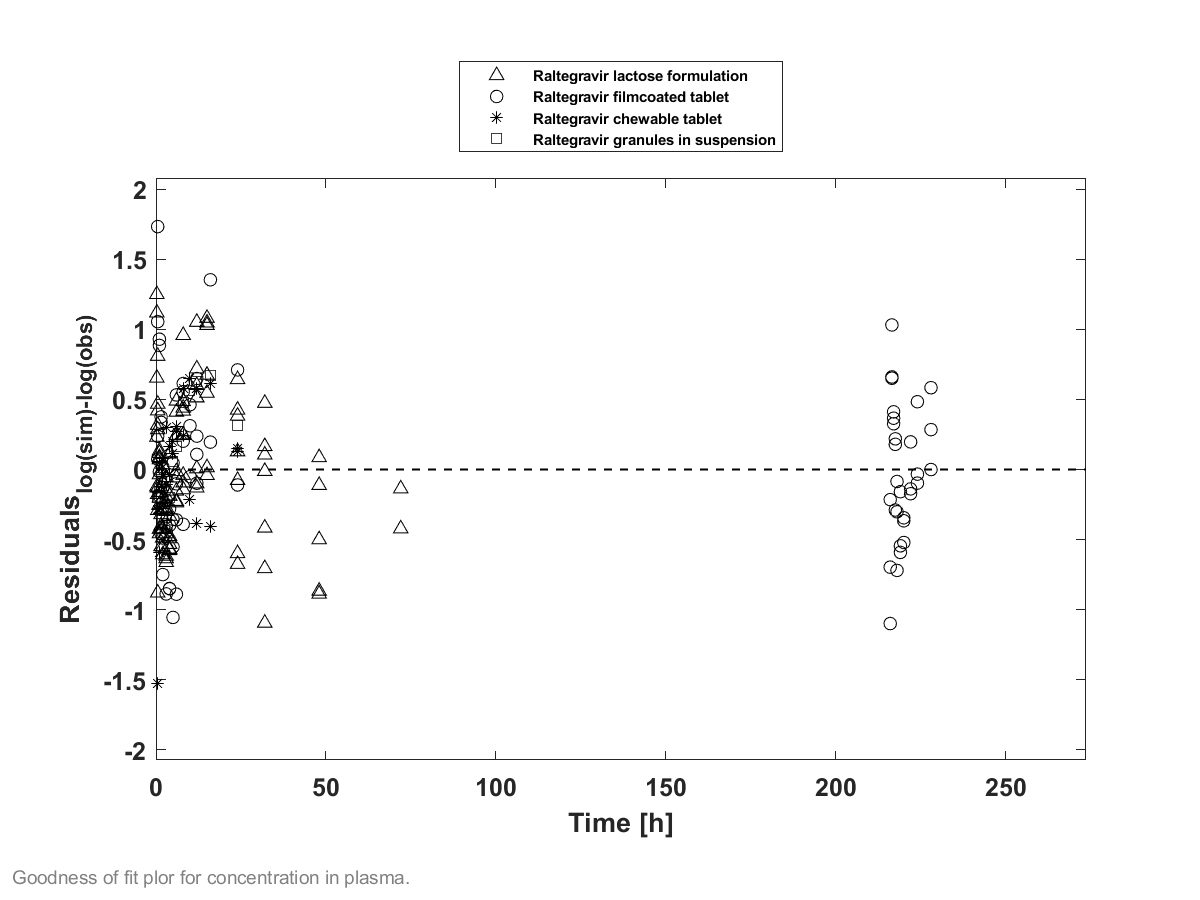 Raltegravir lactose formulation
Raltegravir filmcoated tablet
Raltegravir chewable tablet
Raltegravir granules in suspension
2
1.5
1
0.5
0
-0.5
-1
-1.5
-2
Residuals log(sim)-log(obs)
0 50 100 150 200 250
Time [h]
Goodness of fit plor for concentration in plasma.